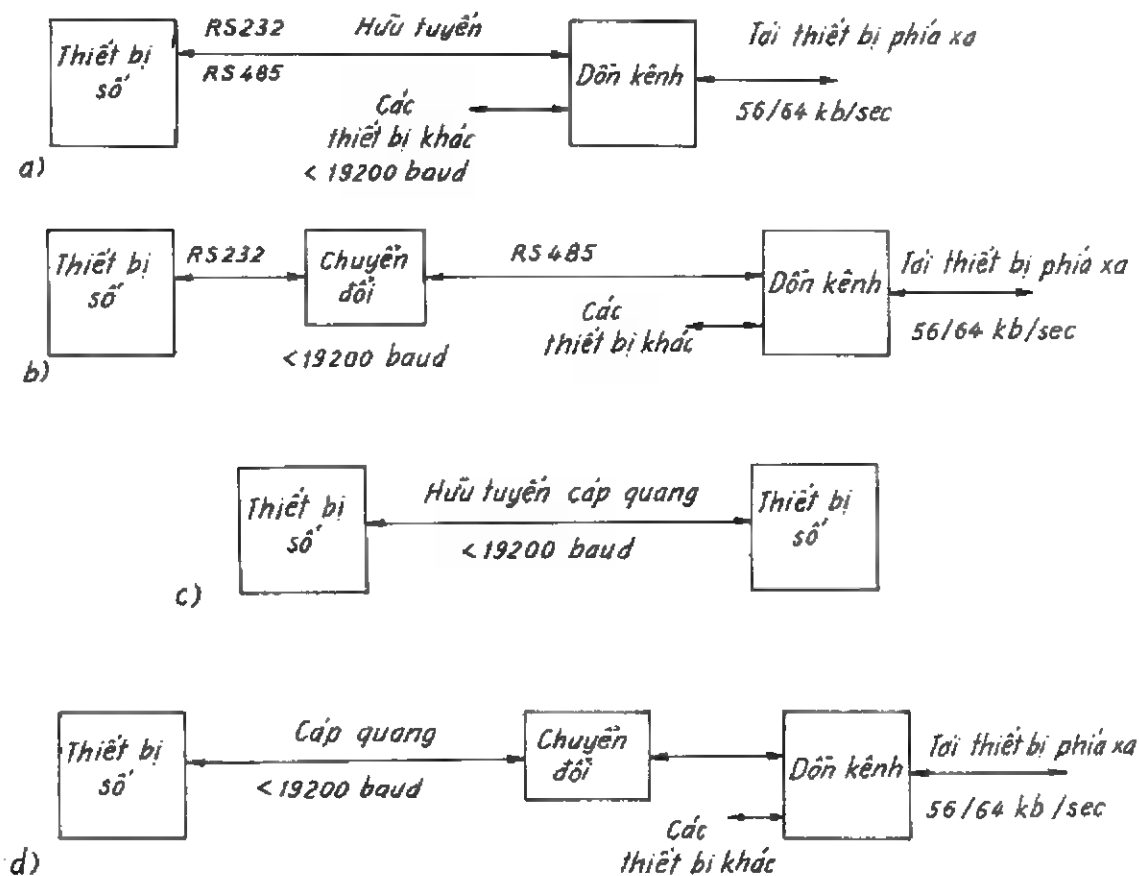 Thiết bị
số
RS232
RS485
Hữu tuyến
Các
thiết bị khác
< 19200 baud
Dồn kênh
Tới thiết bị phía xa
56/64 kb/sec
a)
Thiết bị
số
RS232
Chuyển
đổi
< 19200 baud
RS485
Các
thiết bị khác
Dồn kênh
Tới thiết bị phía xa
56/64 kb/sec
b)
Thiết bị
số
Hữu tuyến cáp quang
< 19200 baud
Thiết bị
số
c)
Thiết bị
số
Cáp quang
< 19200 baud
Chuyển
đổi
Các
thiết bị khác
Dồn kênh
Tới thiết bị phía xa
56/64 kb/sec
d)